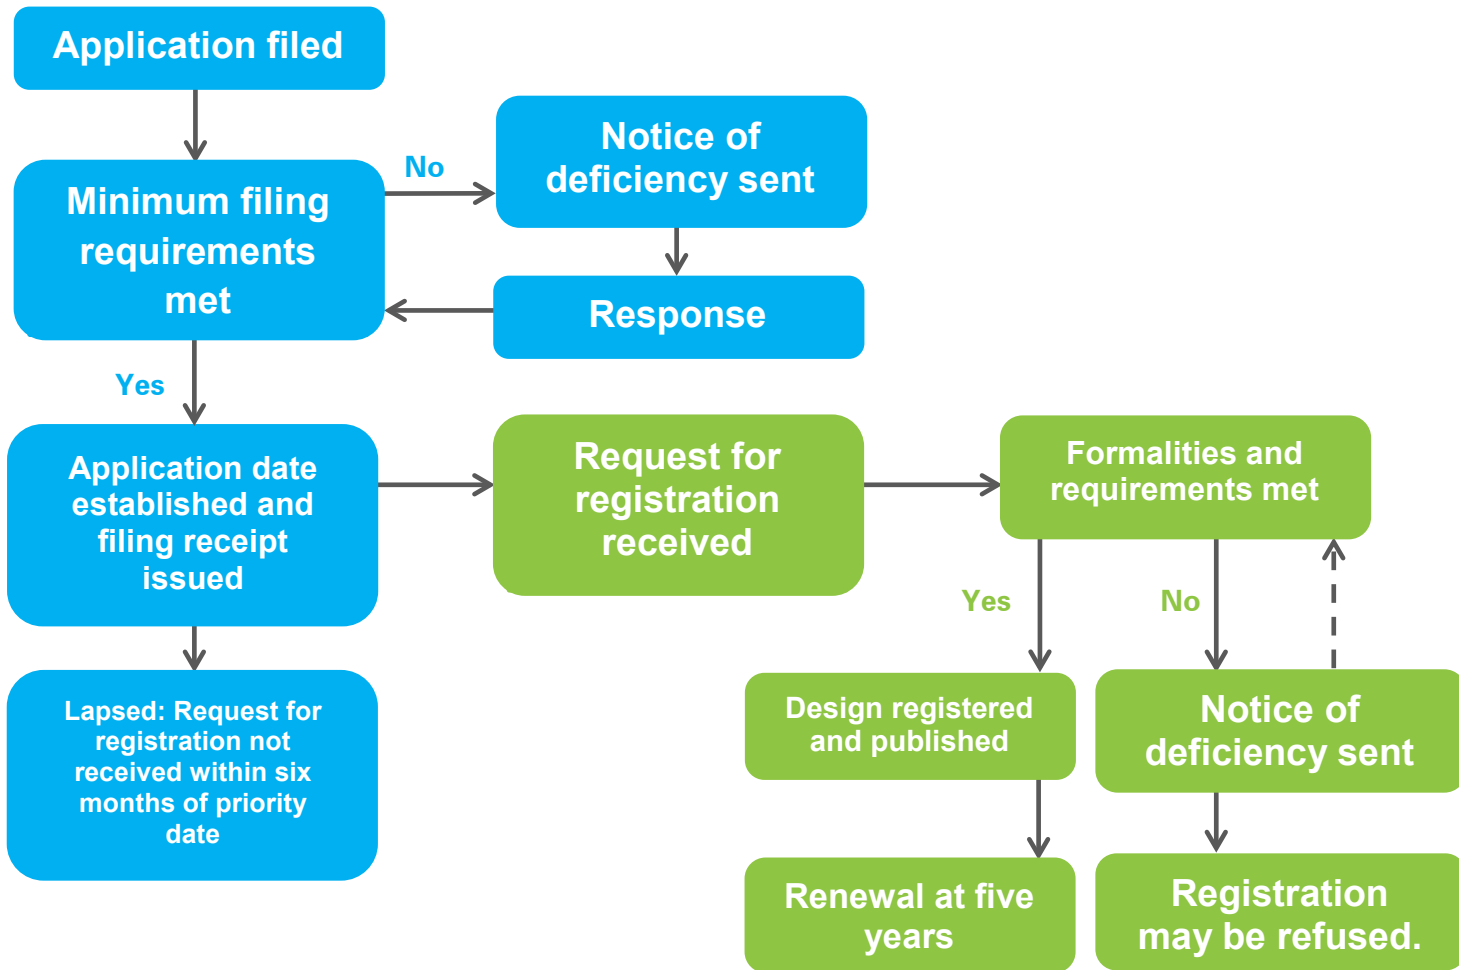 Application filed
Minimum filing
requirements
met
No
Notice of
deficiency sent
Response
Yes
Application date
established and
filing receipt
issued
Request for
registration
received
Formalities and
requirements met
Lapsed: Request for
registration not
received within six
months of priority
date
Yes
No
Design registered
and published
Notice of
deficiency sent
Renewal at five
years
Registration
may be refused.